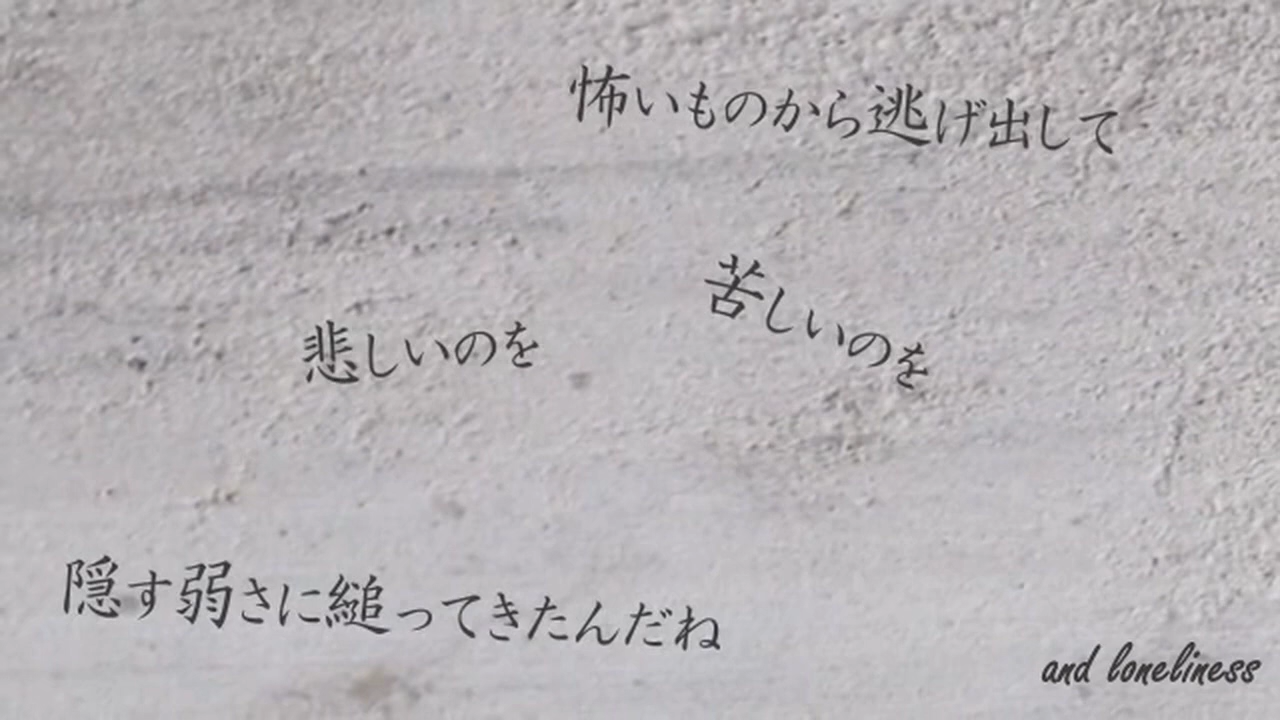 怖いものから逃げ出して
悲しいのを
苦しいのを
隠す弱さに縋ってきたんだね
and loneliness